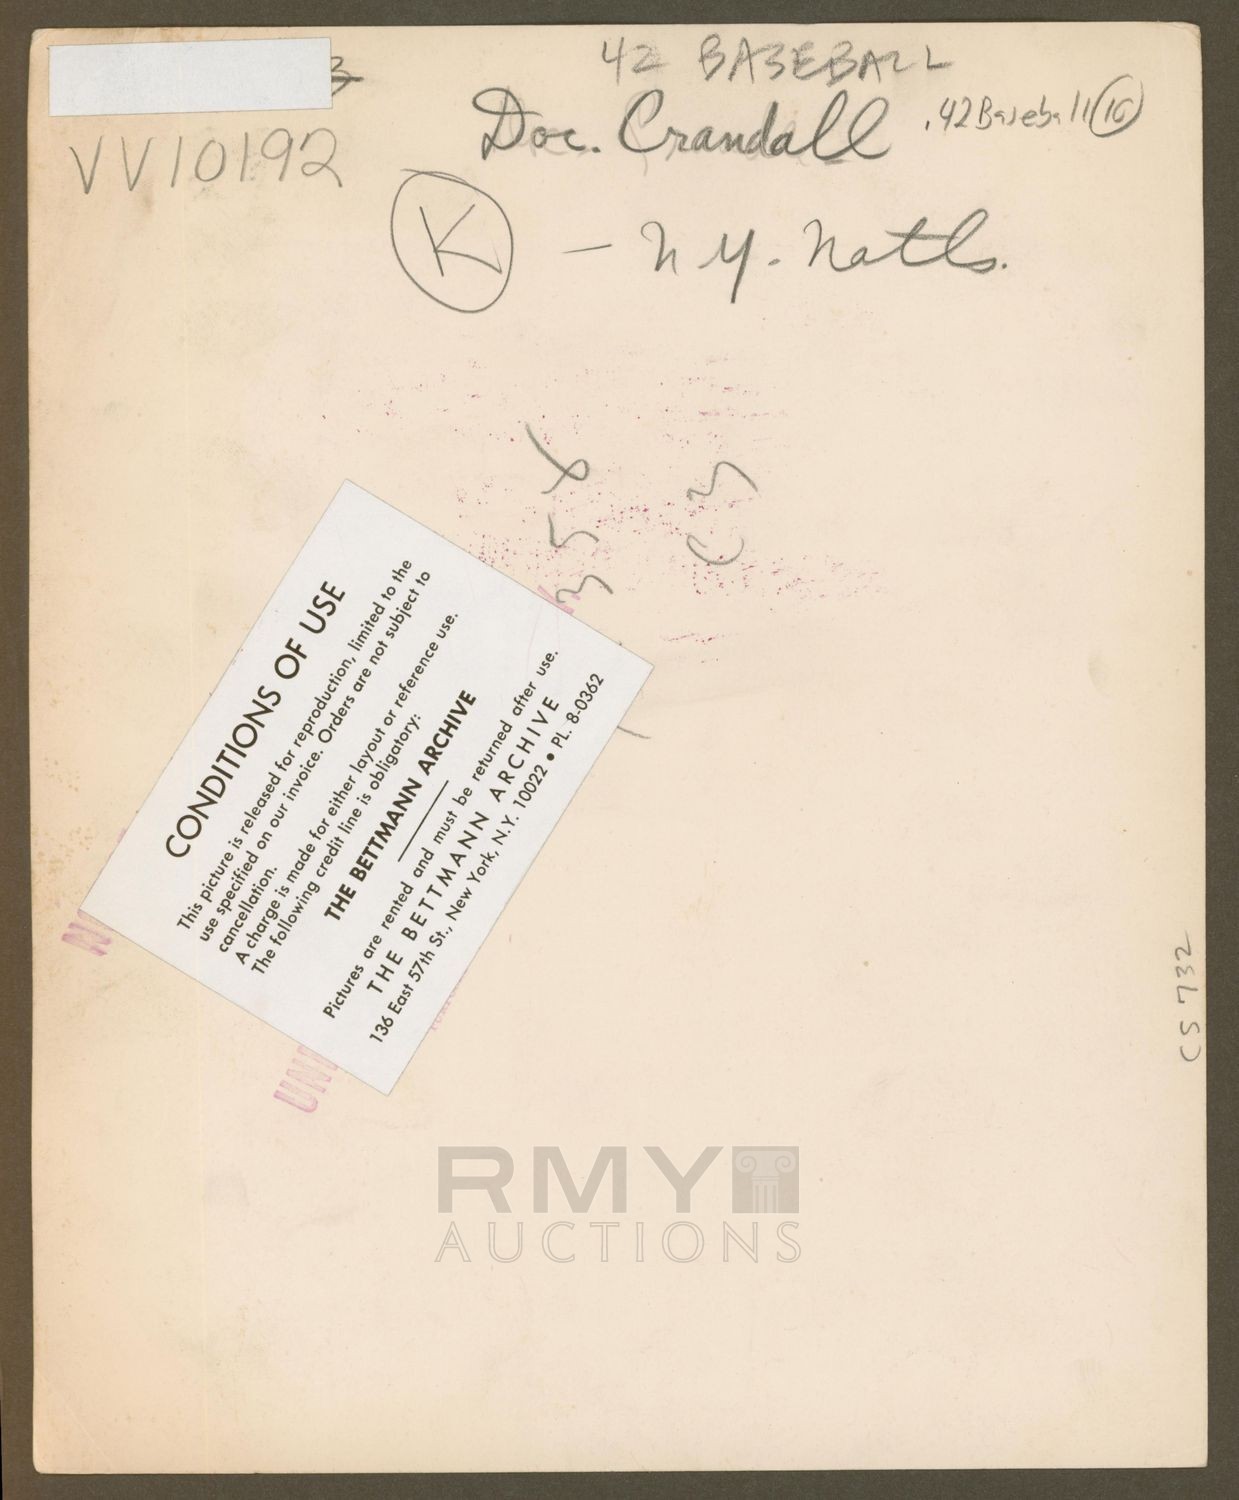 42 BASEBALL
Doc. Crandall
.42 Baseball (16)
VV10192
K – N.Y. Natls.
CONDITIONS OF USE
This picture is released for reproduction, limited to the
use specified on our invoice. Orders are not subject to
cancellation.
A charge is made for either layout or reference use.
The following credit line is obligatory:
THE BETTMANN ARCHIVE
Pictures are rented and must be returned after use.
THE BETTMANN ARCHIVE
136 East 57th St., New York, N.Y. 10022 • PL. 8-0362
UNI
CS 732
RMY
AUCTIONS